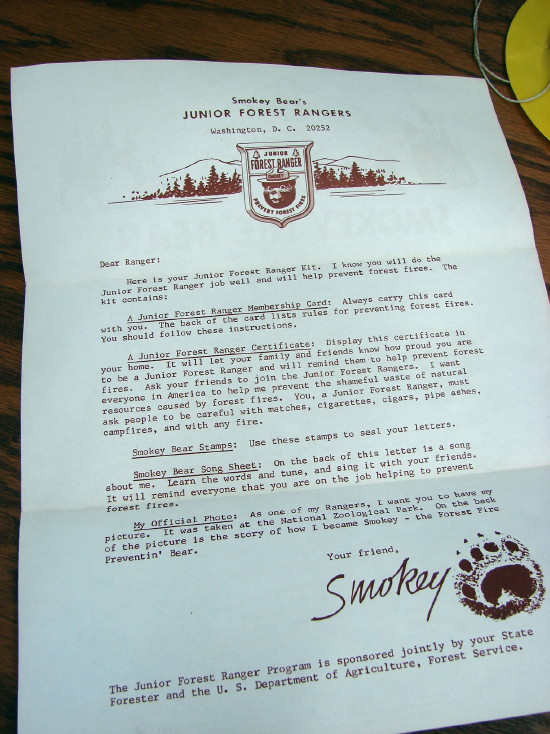 Smokey Bear's
JUNIOR FOREST RANGERS
Washington, D. C. 20252
JUNIOR
FOREST RANGER
SMOKEY
PREVENT FOREST FIRES
Dear Ranger:
Here is your Junior Forest Ranger Kit. I know you will do the
Junior Forest Ranger job well and will help prevent forest fires. The
kit contains:
A Junior Forest Ranger Membership Card: Always carry this card
with you. The back of the card lists rules for preventing forest fires.
You should follow these instructions.
A Junior Forest Ranger Certificate: Display this certificate in
your home. It will let your family and friends know how proud you are
to be a Junior Forest Ranger and will remind them to help prevent forest
fires. Ask your friends to join the Junior Forest Rangers. I want
everyone in America to help me prevent the shameful waste of natural
resources caused by forest fires. You, a Junior Forest Ranger, must
ask people to be careful with matches, cigarettes, cigars, pipe ashes,
campfires, and with any fire.
Smokey Bear Stamps: Use these stamps to seal your letters.
Smokey Bear Song Sheet: On the back of this letter is a song
about me. Learn the words and tune, and sing it with your friends.
It will remind everyone that you are on the job helping to prevent
forest fires.
My Official Photo: As one of my Rangers, I want you to have my
picture. It was taken at the National Zoological Park. On the back
of the picture is the story of how I became Smokey - the Forest Fire
Preventin' Bear.
Your friend,
Smokey
The Junior Forest Ranger Program is sponsored jointly by your State
Forester and the U. S. Department of Agriculture, Forest Service.